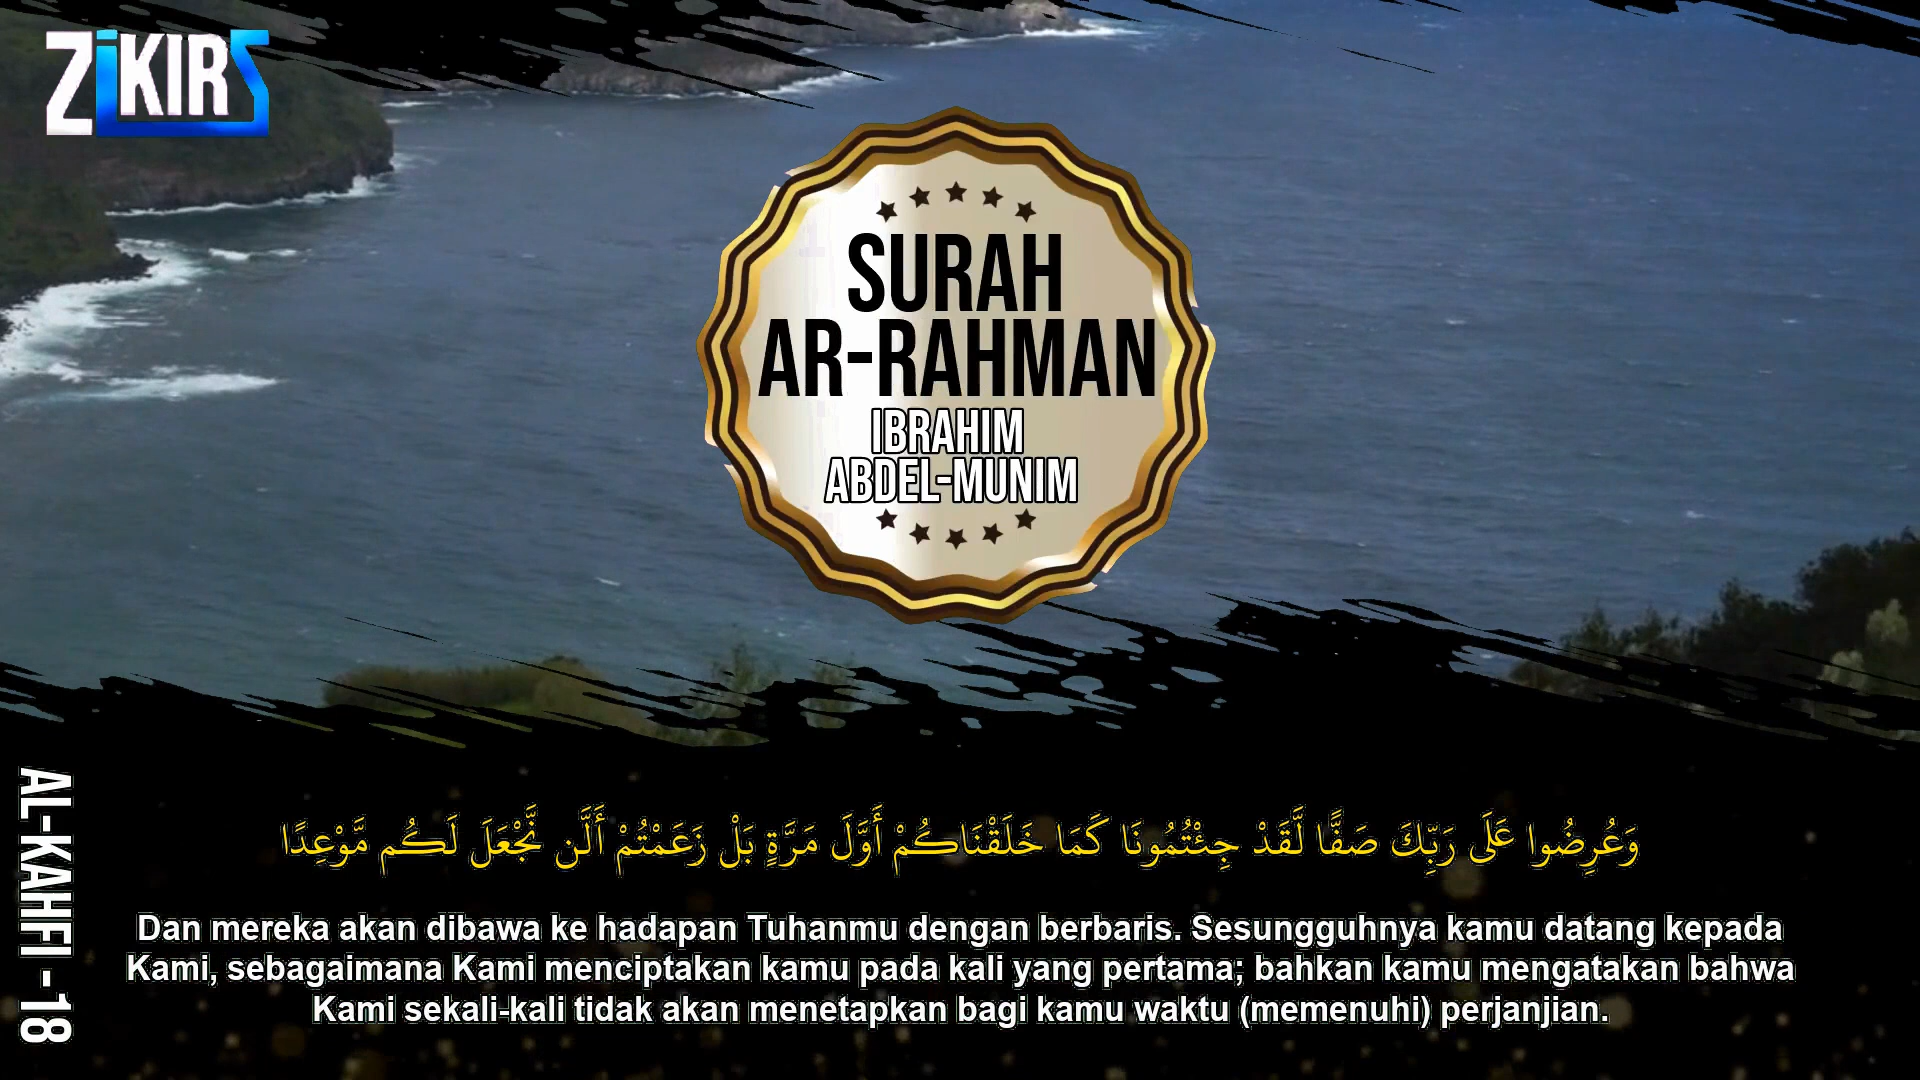 ZiKIRS
SURAH
AR-RAHMAN
IBRAHIM
ABDEL-MUNIM
وَعُرِضُوا عَلَى رَبِّكَ صَفًّا لَّقَدْ جِئْتُمُونَا كَمَا خَلَقْنَاكُمْ أَوَّلَ مَرَّةٍ بَلْ زَعَمْتُمْ أَلَّن نَّجْعَلَ لَكُم مَّوْعِدًا
Dan mereka akan dibawa ke hadapan Tuhanmu dengan berbaris. Sesungguhnya kamu datang kepada
Kami, sebagaimana Kami menciptakan kamu pada kali yang pertama; bahkan kamu mengatakan bahwa
Kami sekali-kali tidak akan menetapkan bagi kamu waktu (memenuhi) perjanjian.
AL-KAHFI - 18